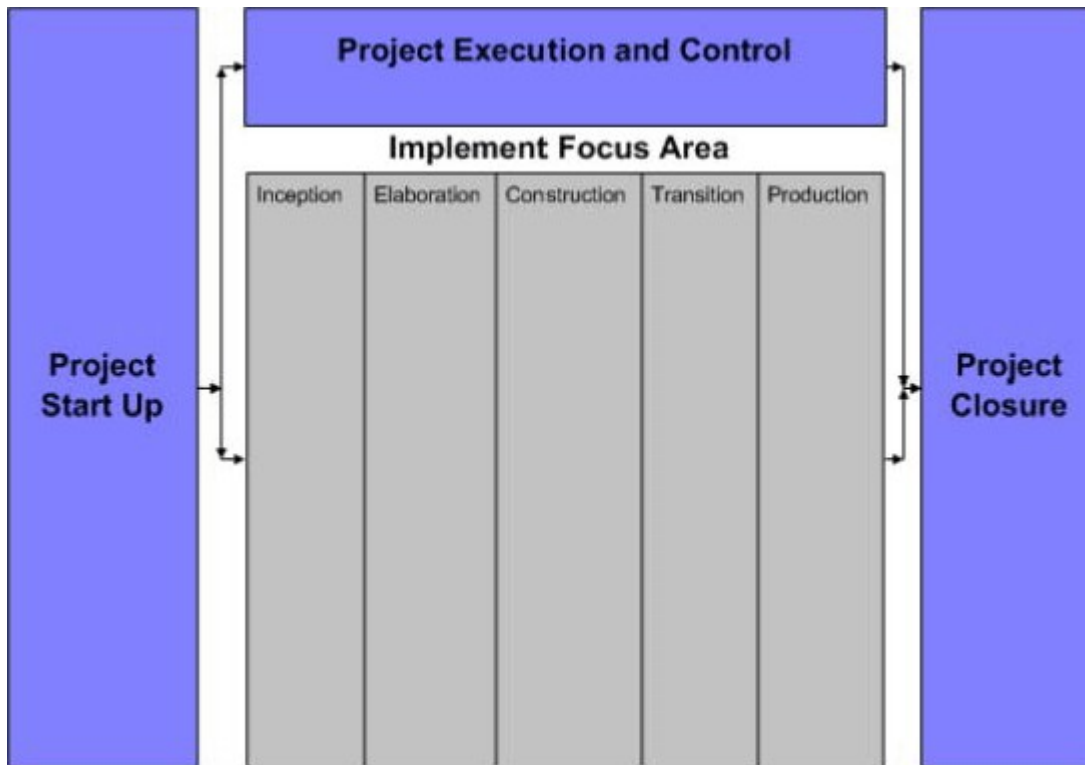 Project Execution and Control
Implement Focus Area
Inception Elaboration Construction Transition Production
Project
Start Up
Project
Closure